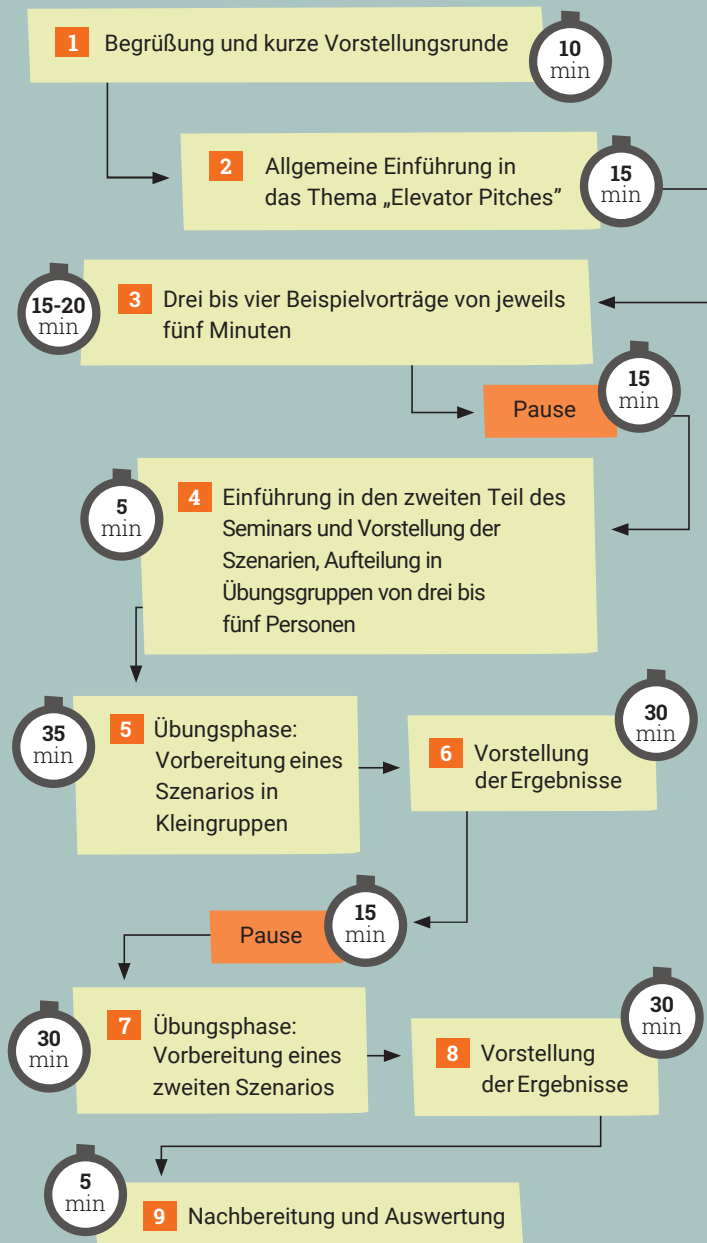 1 Begrüßung und kurze Vorstellungsrunde
10
min
2 Allgemeine Einführung in
das Thema „Elevator Pitches”
15
min
15-20
min
3 Drei bis vier Beispielvorträge von jeweils
fünf Minuten
Pause
15
min
5
min
4 Einführung in den zweiten Teil des
Seminars und Vorstellung der
Szenarien, Aufteilung in
Übungsgruppen von drei bis
fünf Personen
35
min
5 Übungsphase:
Vorbereitung eines
Szenarios in
Kleingruppen
6 Vorstellung
der Ergebnisse
30
min
Pause
15
min
30
min
7 Übungsphase:
Vorbereitung eines
zweiten Szenarios
8 Vorstellung
der Ergebnisse
30
min
5
min
9 Nachbereitung und Auswertung